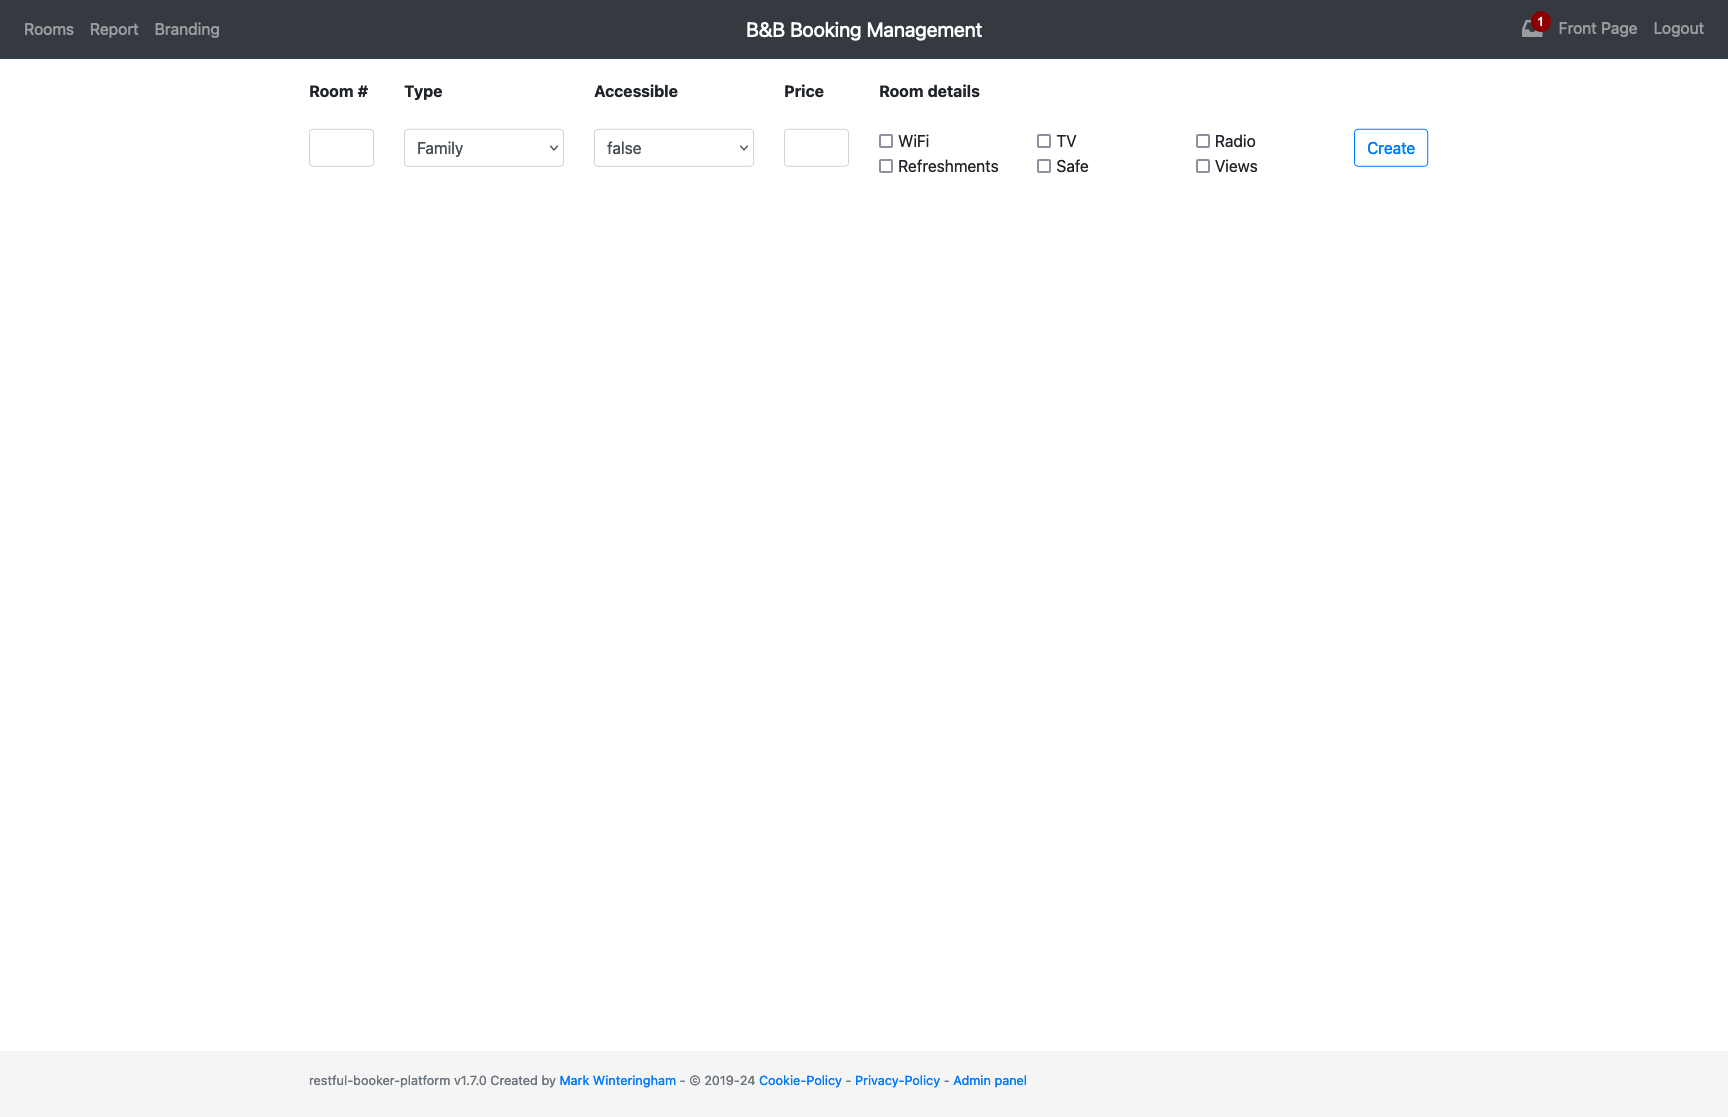 Rooms Report Branding B&B Booking Management 1 Front Page Logout
Room # Type Accessible Price Room details
Family false WiFi TV Radio Create
Refreshments Safe Views
restful-booker-platform v1.7.0 Created by Mark Winteringham - © 2019-24 Cookie-Policy - Privacy-Policy - Admin panel